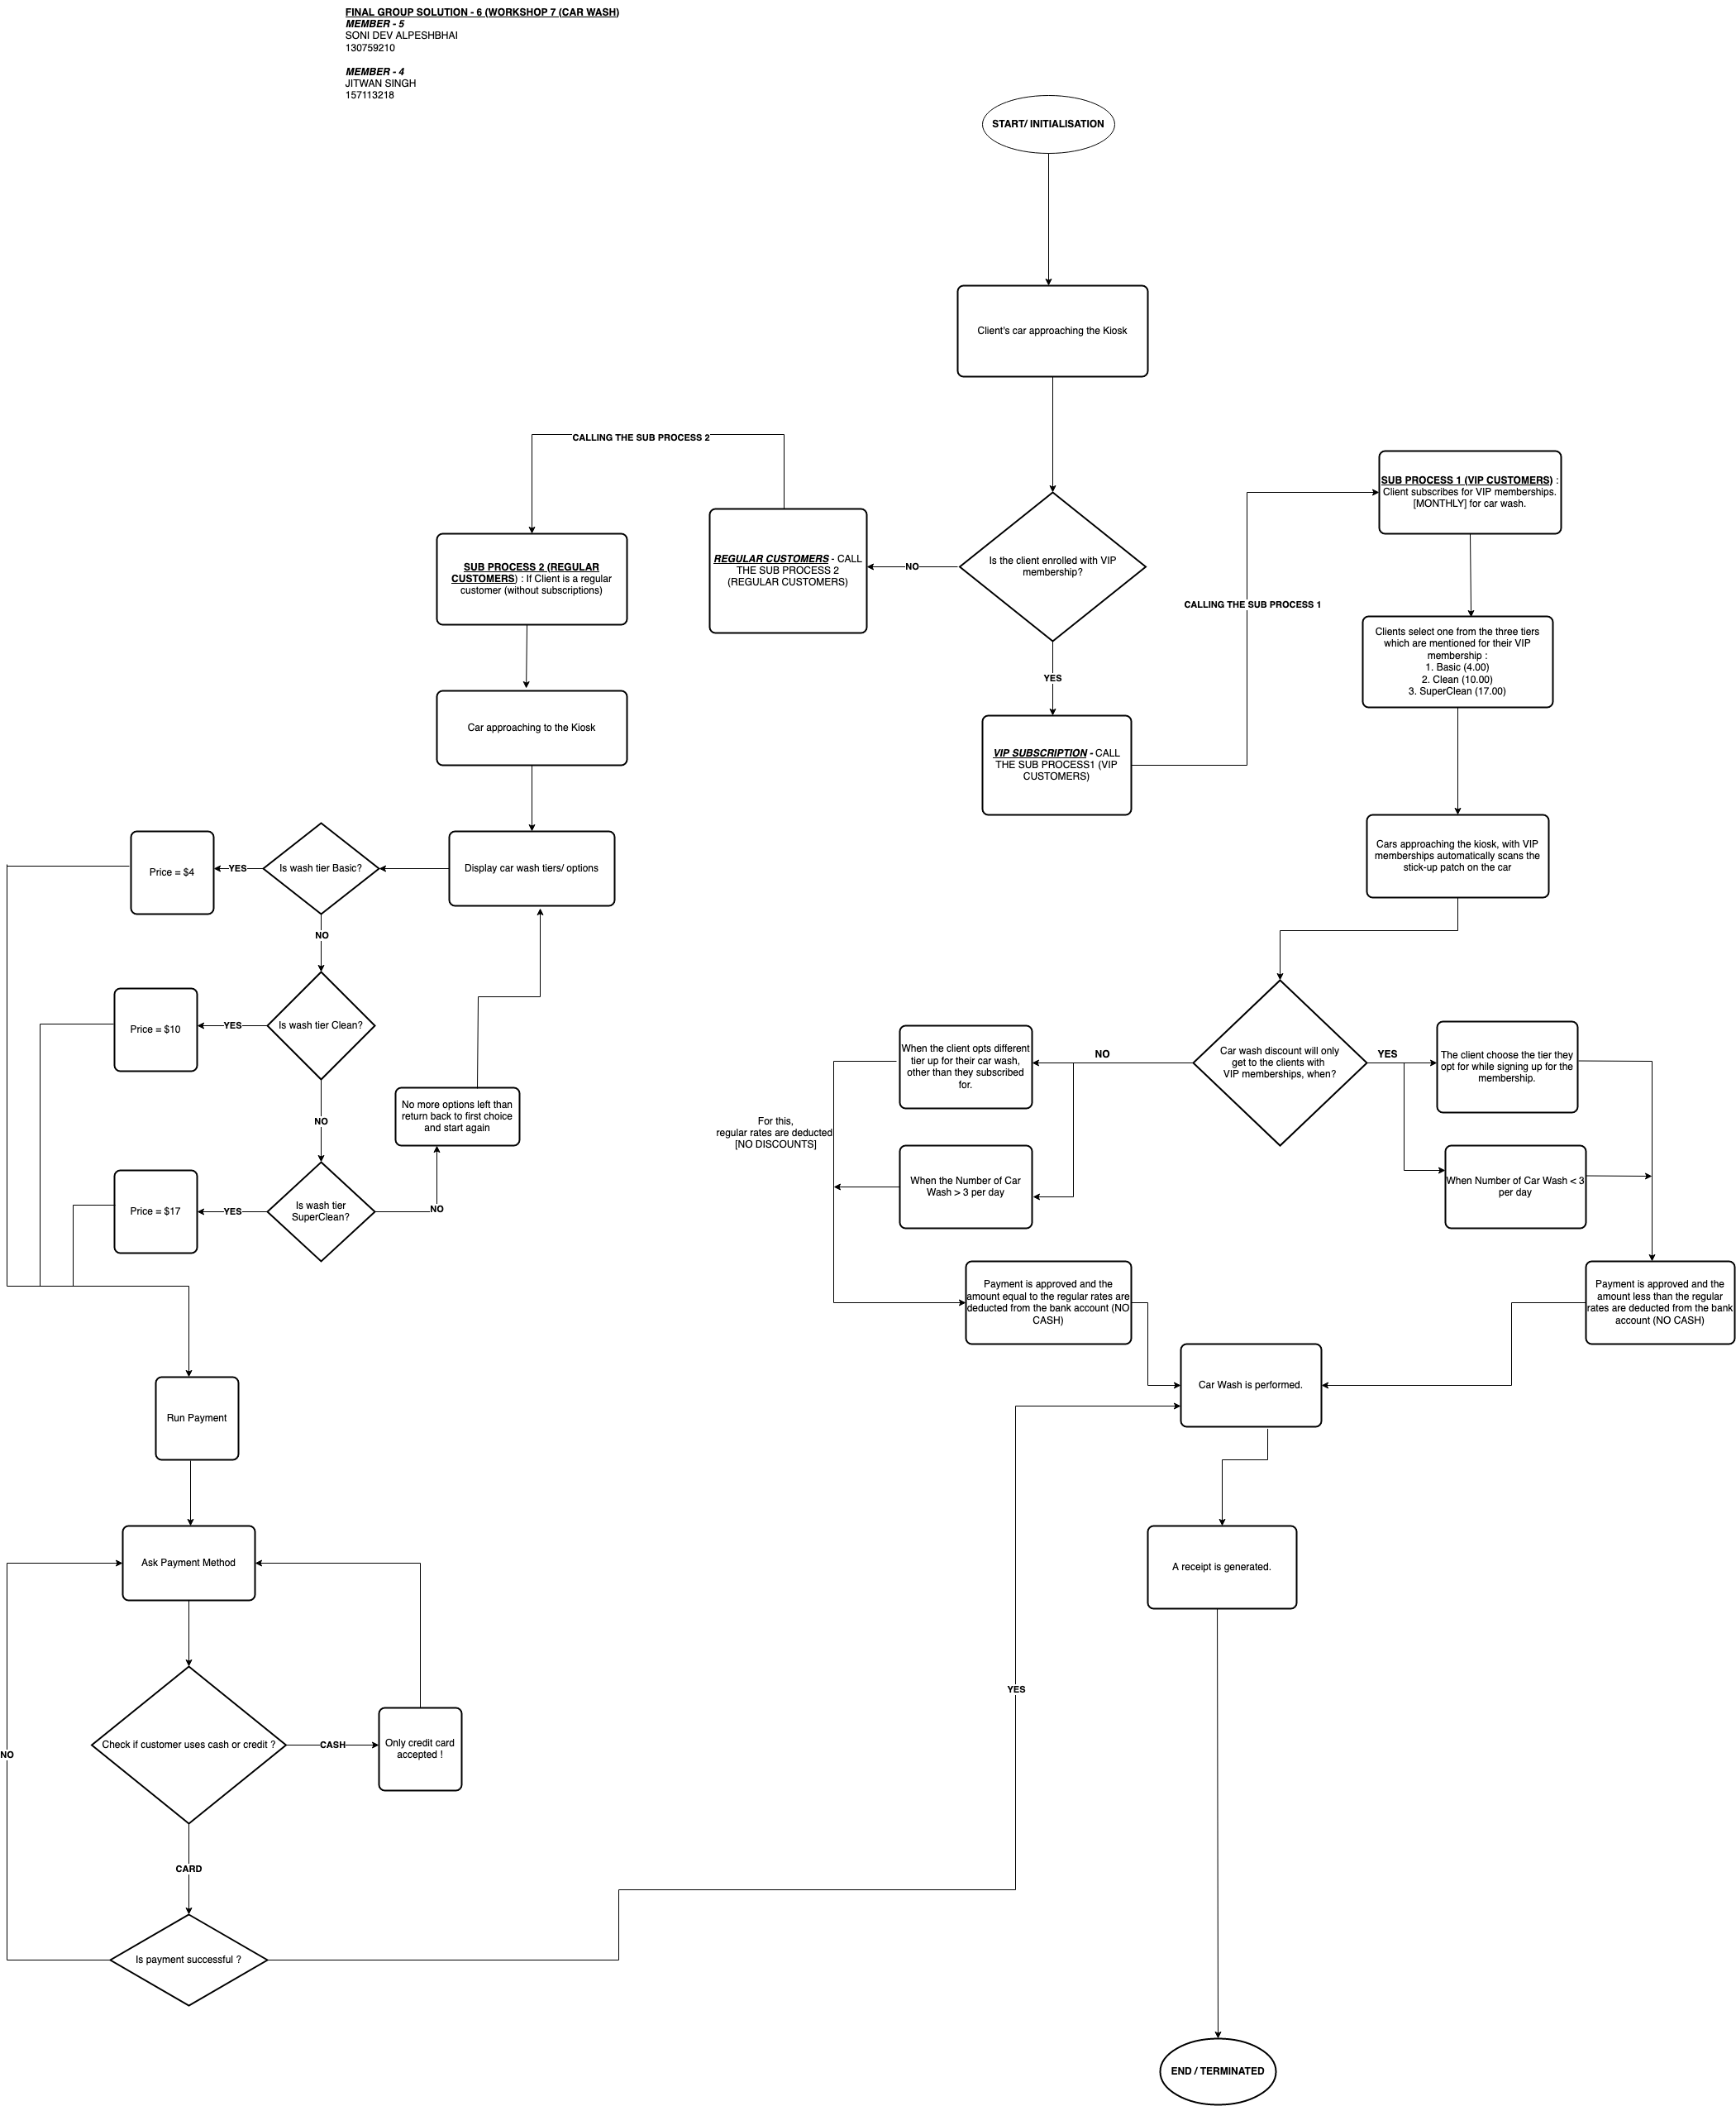 FINAL GROUP SOLUTION - 6 (WORKSHOP 7 (CAR WASH)
MEMBER - 5
SONI DEV ALPESHBHAI
130759210
MEMBER - 4
JITWAN SINGH
157113218
START/ INITIALISATION
Client's car approaching the Kiosk
Is the client enrolled with VIP
membership?
NO
YES
REGULAR CUSTOMERS - CALL
THE SUB PROCESS 2
(REGULAR CUSTOMERS)
CALLING THE SUB PROCESS 2
VIP SUBSCRIPTION - CALL
THE SUB PROCESS1 (VIP
CUSTOMERS)
CALLING THE SUB PROCESS 1
SUB PROCESS 1 (VIP CUSTOMERS) :
Client subscribes for VIP memberships.
[MONTHLY] for car wash.
Clients select one from the three tiers
which are mentioned for their VIP
membership :
1. Basic (4.00)
2. Clean (10.00)
3. SuperClean (17.00)
Cars approaching the kiosk, with VIP
memberships automatically scans the
stick-up patch on the car
Car wash discount will only
get to the clients with
VIP memberships, when?
NO
YES
When the client opts different
tier up for their car wash,
other than they subscribed
for.
When the Number of Car
Wash > 3 per day
For this,
regular rates are deducted
[NO DISCOUNTS]
The client choose the tier they
opt for while signing up for the
membership.
When Number of Car Wash < 3
per day
Payment is approved and the
amount equal to the regular rates are
deducted from the bank account (NO
CASH)
Payment is approved and the
amount less than the regular
rates are deducted from the bank
account (NO CASH)
Car Wash is performed.
A receipt is generated.
END / TERMINATED
SUB PROCESS 2 (REGULAR
CUSTOMERS) : If Client is a regular
customer (without subscriptions)
Car approaching to the Kiosk
Display car wash tiers/ options
Is wash tier Basic?
YES
Price = $4
NO
Is wash tier Clean?
YES
Price = $10
NO
Is wash tier
SuperClean?
YES
Price = $17
NO
No more options left than
return back to first choice
and start again
Run Payment
Ask Payment Method
Check if customer uses cash or credit ?
CASH
Only credit card
accepted !
CARD
Is payment successful ?
NO
YES